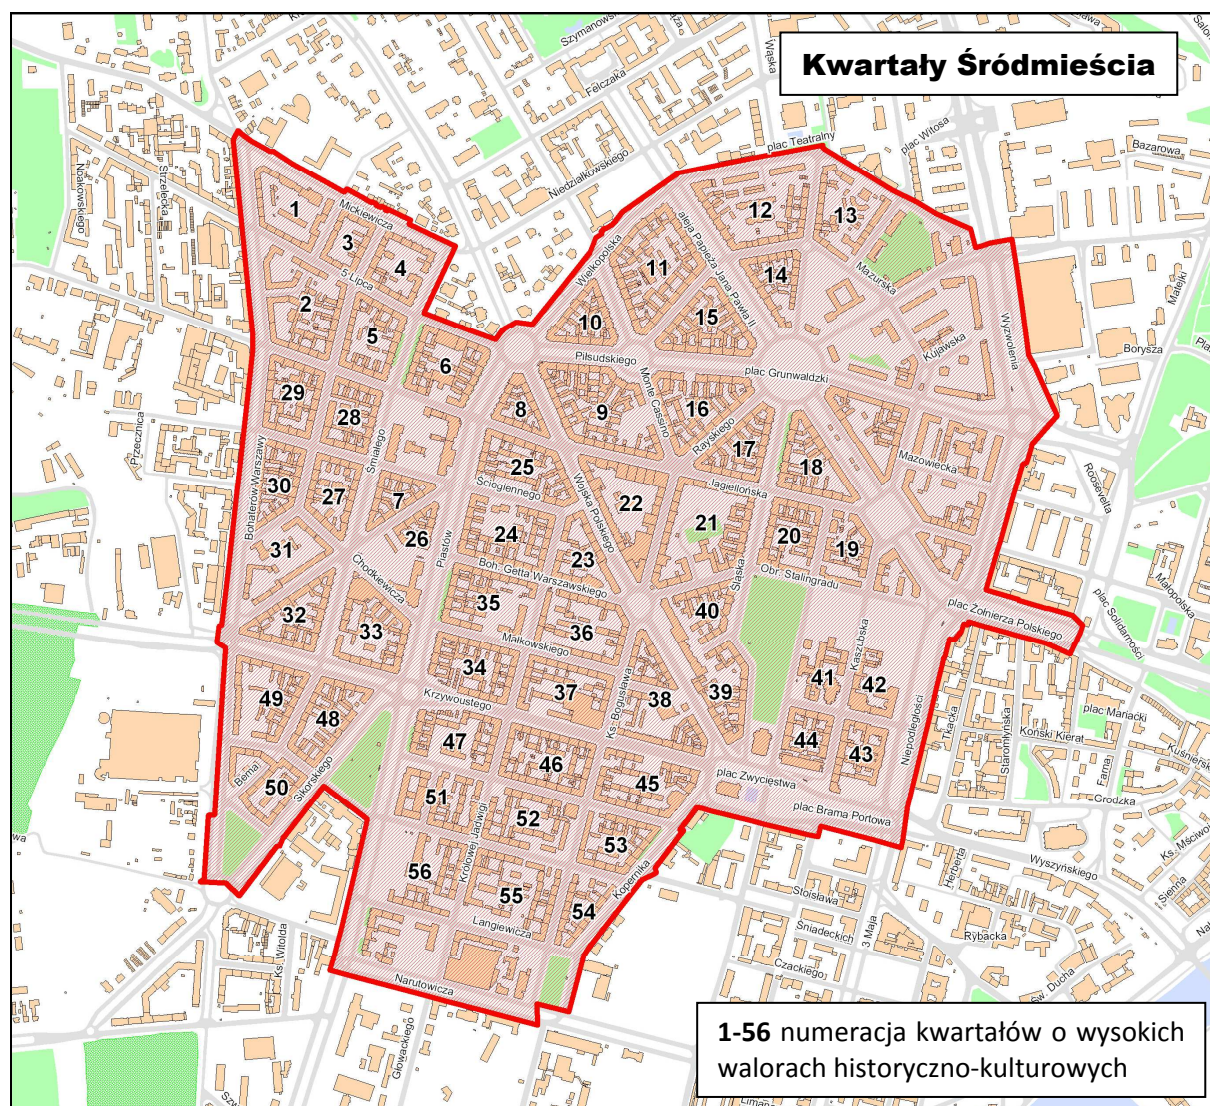 Kwartały Śródmieścia
Szymanowsk
Wąska
Felczaka
plac Teatralny
plac Witosa
Bazarowa
Niedziałkowskiego
Noakowskiego
Strzelecka
Mickiewicza
1
3
4
5 Lipca
2
5
6
Wielkopolska
aleja Papieża Jana Pawła II
12
13
11
14
Mazurska
10
15
Piłsudskiego
plac Grunwaldzki
Kujawska
Wyzwolenia
Matejki
Borysza
29
28
8
9
Monte Cassino
16
Rayskiego
17
18
Mazowiecka
Roosevelta
Przecznica
Bohaterów Warszawy
Śmiałego
25
Ściegiennego
Jagiellońska
30
27
7
26
Piastów
24
Wojska Polskiego
22
21
20
19
31
Chodkiewicza
23
Boh. Getta Warszawskiego
Śląska
Obr. Stalingradu
Małopolska
plac Solidarności
plac Żołnierza Polskiego
32
33
35
36
40
Małkowskiego
Kaszubska
34
37
Ks. Bogusława
38
39
41
42
49
48
Krzywoustego
Niepodległości
Tkacka
Staromłyńska
plac Mariacki
Koński Kierat
Farna
Kuśniersk
47
46
44
43
Bema
Sikorskiego
50
45
plac Zwycięstwa
Grodzka
51
52
plac Brama Portowa
Ks. Mściwo
Królowej Jadwigi
53
Wyszyńskiego
Herberta
Sienna
56
55
Kopernika
Stoisława
54
Langiewicza
Śniadeckich
3 Maja
Rybacka
Ks. Witolda
Czackiego
Św. Ducha
Narutowicza
Głowackiego
1-56 numeracja kwartałów o wysokich
walorach historyczno-kulturowych